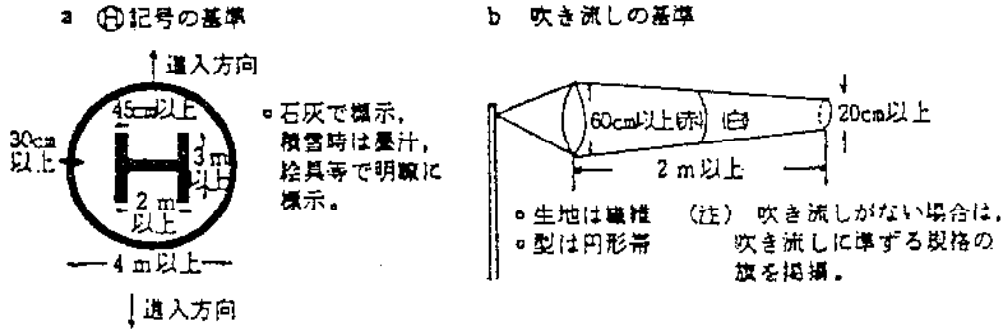 a Ⓗ記号の基準
進入方向
45cm以上
30cm
以上
3m
以上
2m
以上
4m以上
進入方向
○石灰で標示,
積雪時は墨汁,
絵具等で明瞭に
標示。
b 吹き流しの基準
60cm以上(赤) (白)
20cm以上
2m以上
○生地は繊維
○型は円形帯
(注) 吹き流しがない場合は,
吹き流しに準ずる規格の
旗を掲揚。